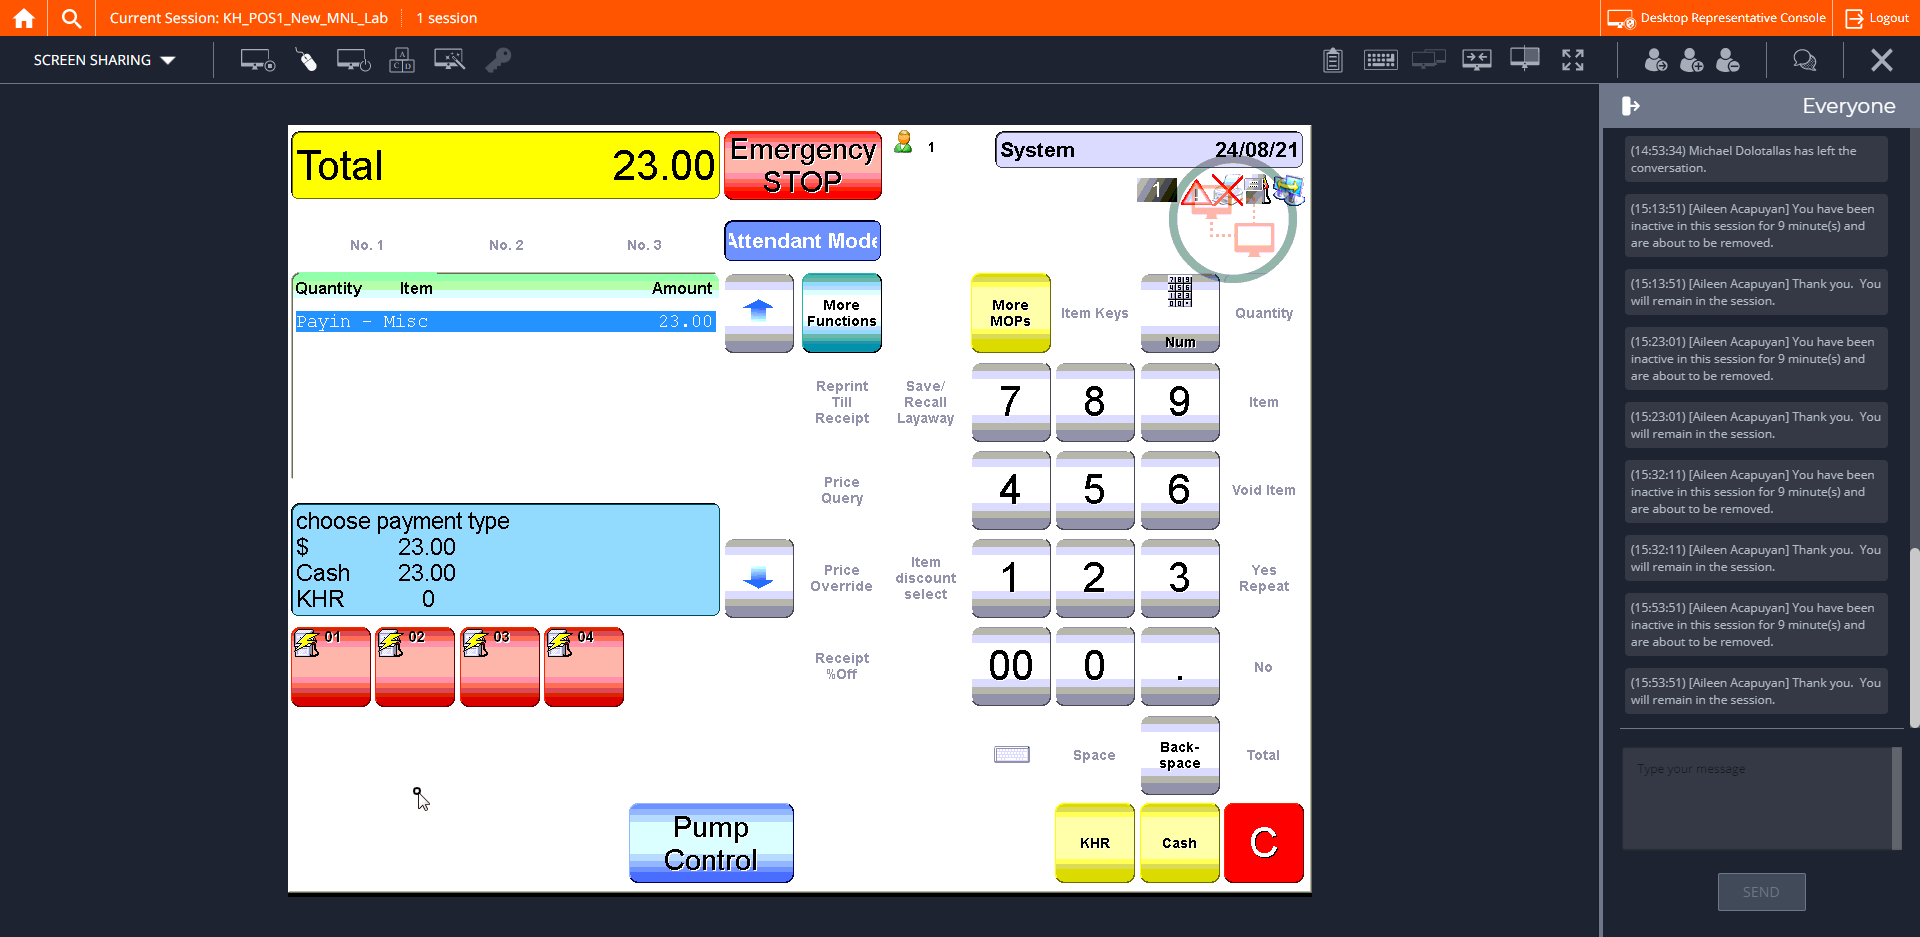 Current Session: KH_POS1_New_MNL_Lab
1 session
Desktop Representative Console
Logout
SCREEN SHARING
Everyone
Total 23.00
Emergency
STOP
1
System 24/08/21
1
No. 1 No. 2 No. 3
Attendant Mode
Quantity Item Amount
Payin - Misc 23.00
More
Functions
More
MOPs
Item Keys
Num
Quantity
Reprint
Till
Receipt
Save/
Recall
Layaway
7
8
9
Item
Price
Query
4
5
6
Void Item
choose payment type
$ 23.00
Cash 23.00
KHR 0
Price
Override
Item
discount
select
1
2
3
Yes
Repeat
01
02
03
04
Receipt
%Off
00
0
.
No
Space
Back-
space
Total
Pump
Control
KHR
Cash
C
(14:53:34) Michael Dolotallas has left the
conversation.
(15:13:51) [Aileen Acapuyan] You have been
inactive in this session for 9 minute(s) and
are about to be removed.
(15:13:51) [Aileen Acapuyan] Thank you. You
will remain in the session.
(15:23:01) [Aileen Acapuyan] You have been
inactive in this session for 9 minute(s) and
are about to be removed.
(15:23:01) [Aileen Acapuyan] Thank you. You
will remain in the session.
(15:32:11) [Aileen Acapuyan] You have been
inactive in this session for 9 minute(s) and
are about to be removed.
(15:32:11) [Aileen Acapuyan] Thank you. You
will remain in the session.
(15:53:51) [Aileen Acapuyan] You have been
inactive in this session for 9 minute(s) and
are about to be removed.
(15:53:51) [Aileen Acapuyan] Thank you. You
will remain in the session.
Type your message
SEND